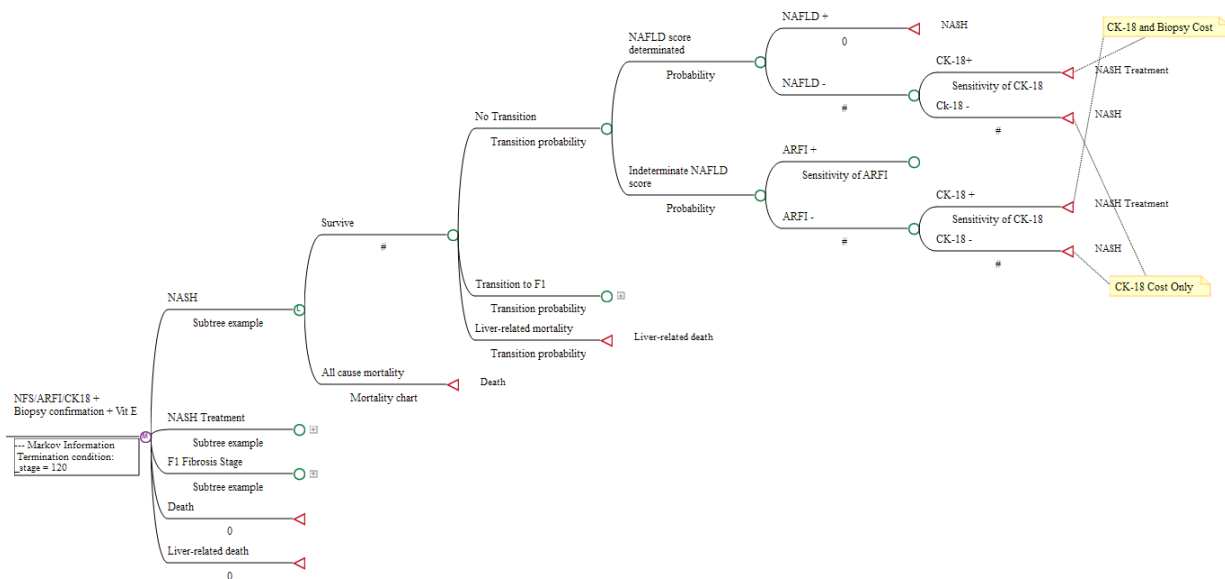 NAFLD +
0
NASH
CK-18 and Biopsy Cost
NAFLD score
determined
Probability
CK-18+
Sensitivity of CK-18
NASH Treatment
NAFLD -
#
Ck-18 -
#
NASH
No Transition
Transition probability
ARFI +
Sensitivity of ARFI
Indeterminate NAFLD
score
Probability
CK-18 +
Sensitivity of CK-18
NASH Treatment
ARFI -
#
CK-18 -
#
NASH
CK-18 Cost Only
Survive
#
Transition to F1
Transition probability
Liver-related mortality
Transition probability
Liver-related death
NASH
L
Subtree example
All cause mortality
Mortality chart
Death
NFS/ARFI/CK18 +
Biopsy confirmation + Vit E
M
--- Markov Information
Termination condition:
_stage = 120
NASH Treatment
Subtree example
F1 Fibrosis Stage
Subtree example
Death
0
Liver-related death
0